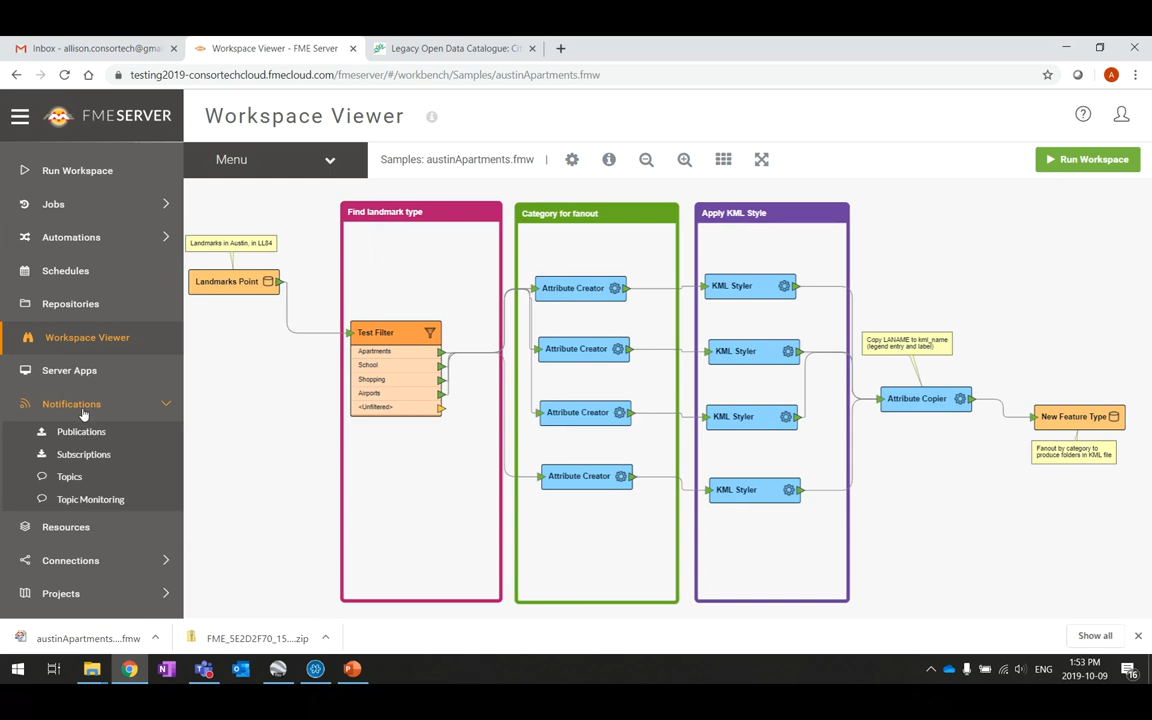 Inbox - allison.consortech@gma
Workspace Viewer - FME Server
Legacy Open Data Catalogue: Ci
testing2019-consortechcloud.fmecloud.com/fmeserver/#/workbench/Samples/austinApartments.fmw
A
FMESERVER
Workspace Viewer
Menu
Samples: austinApartments.fmw
Run Workspace
Run Workspace
Jobs
Automations
Schedules
Repositories
Workspace Viewer
Server Apps
Notifications
Publications
Subscriptions
Topics
Topic Monitoring
Resources
Connections
Projects
Landmarks in Austin, in LL84
Landmarks Point
Find landmark type
Test Filter
Apartments
School
Shopping
Airports
<Unfiltered>
Category for fanout
Attribute Creator
Attribute Creator
Attribute Creator
Attribute Creator
Apply KML Style
KML Styler
KML Styler
KML Styler
KML Styler
Copy LANAME to kml_name
(legend entry and label)
Attribute Copier
New Feature Type
Fanout by category to
produce folders in KML file
austinApartments....fmw
FME_5E2D2F70_15....zip
Show all
ENG
1:53 PM
2019-10-09
16